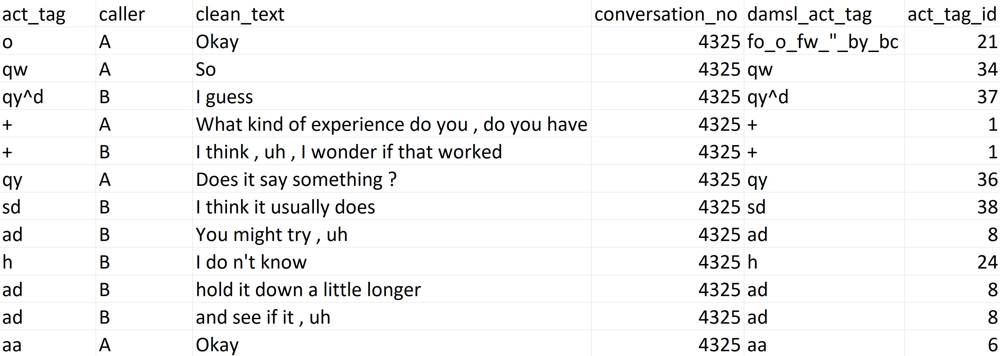 act_tag caller clean_text conversation_no damsl_act_tag act_tag_id
o A Okay 4325 fo_o_fw_"_by_bc 21
qw A So 4325 qw 34
qy^d B I guess 4325 qy^d 37
+ A What kind of experience do you , do you have 4325 + 1
+ B I think , uh , I wonder if that worked 4325 + 1
qy A Does it say something ? 4325 qy 36
sd B I think it usually does 4325 sd 38
ad B You might try , uh 4325 ad 8
h B I do n't know 4325 h 24
ad B hold it down a little longer 4325 ad 8
ad B and see if it , uh 4325 ad 8
aa A Okay 4325 aa 6